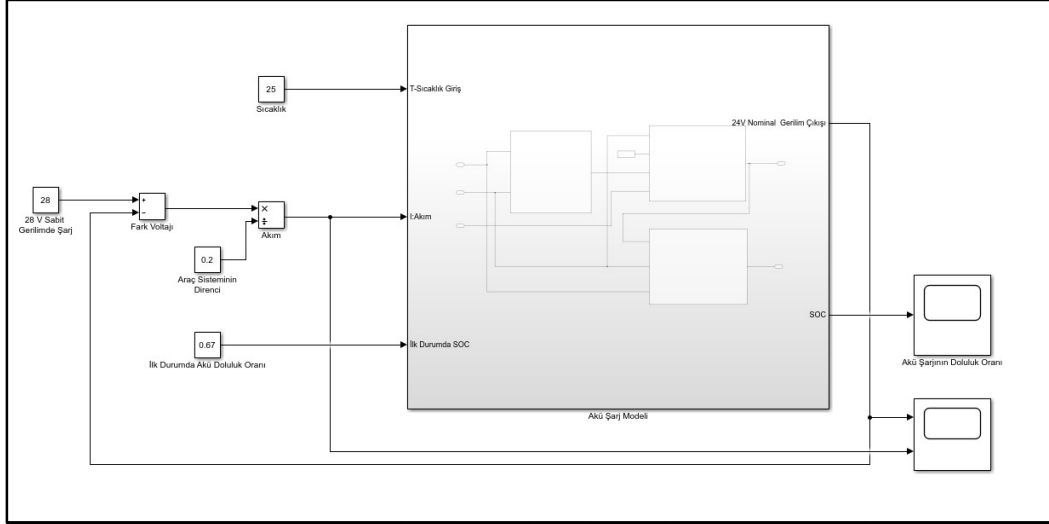 25
Sıcaklık
T-Sıcaklık Giriş
24V Nominal Gerilim Çıkışı
28
28 V Sabit
Gerilimde Şarj
+
−
Fark Voltajı
×
÷
Akım
I:Akım
0.2
Araç Sisteminin
Direnci
SOC
0.67
İlk Durumda Akü Doluluk Oranı
İlk Durumda SOC
Akü Şarjının Doluluk Oranı
Akü Şarj Modeli